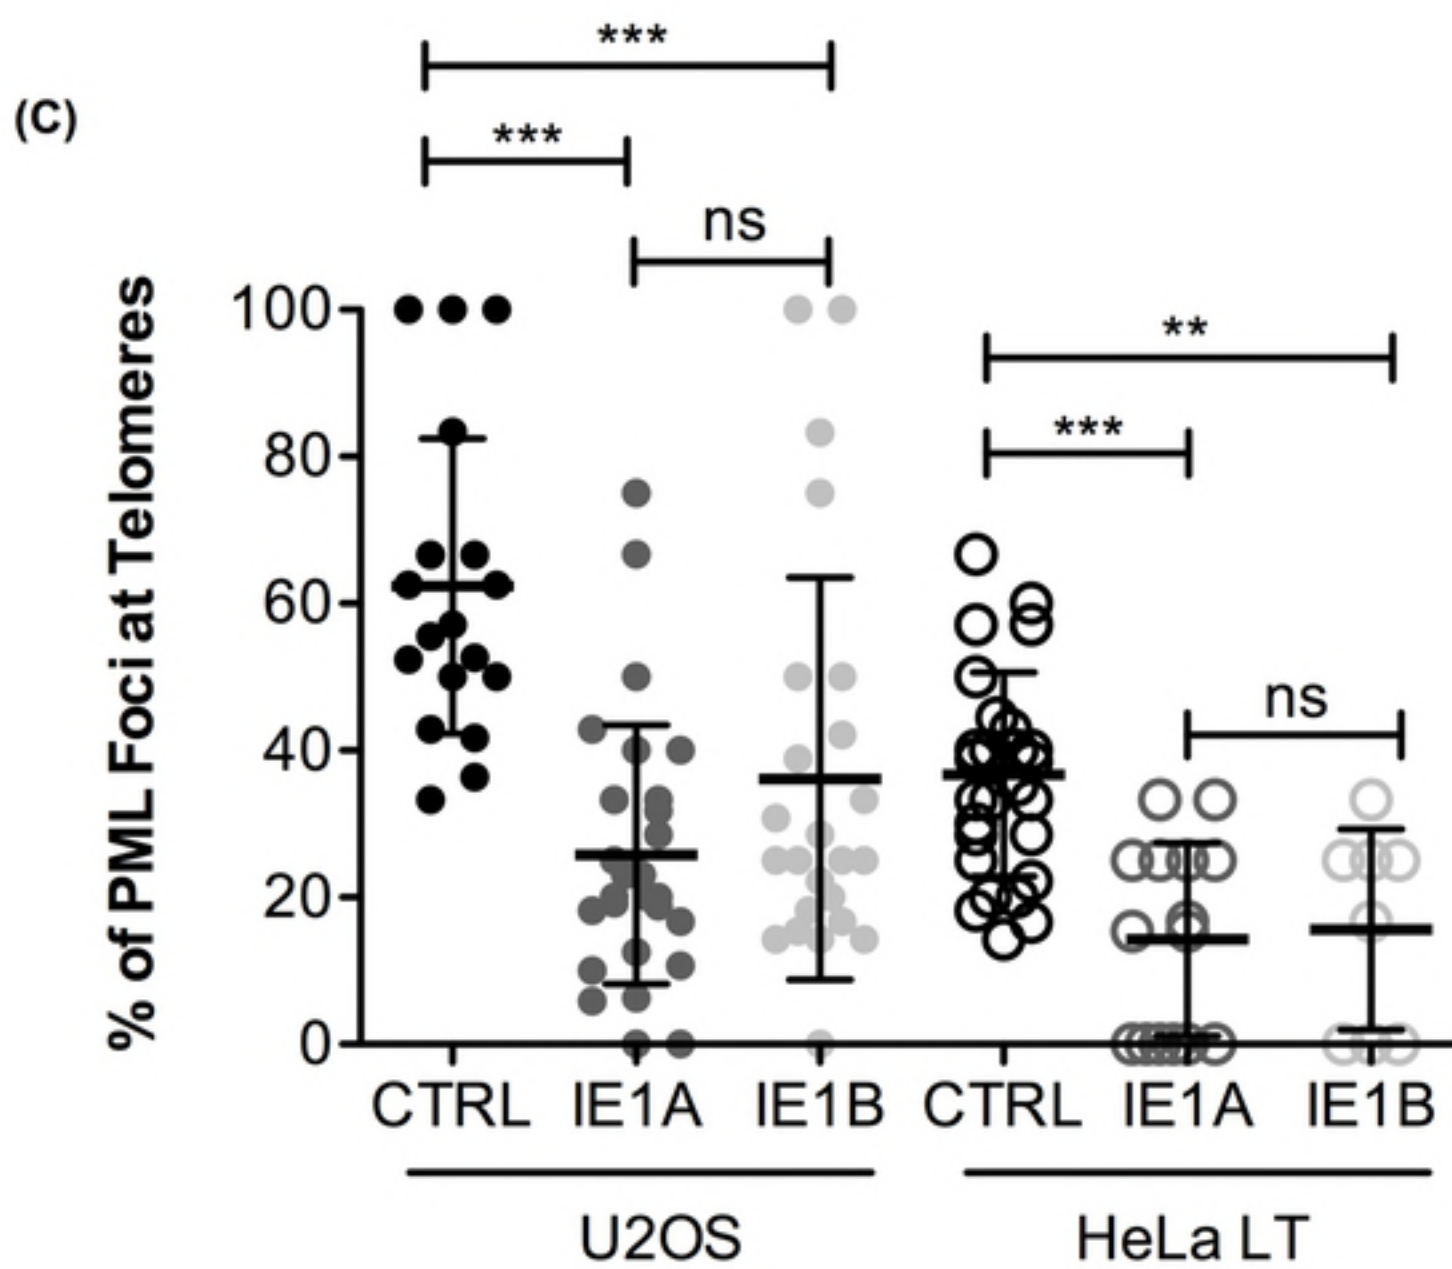 (C)
***
***
ns
**
***
ns
% of PML Foci at Telomeres
100
80
60
40
20
0
CTRL IE1A IE1B CTRL IE1A IE1B
U2OS HeLa LT